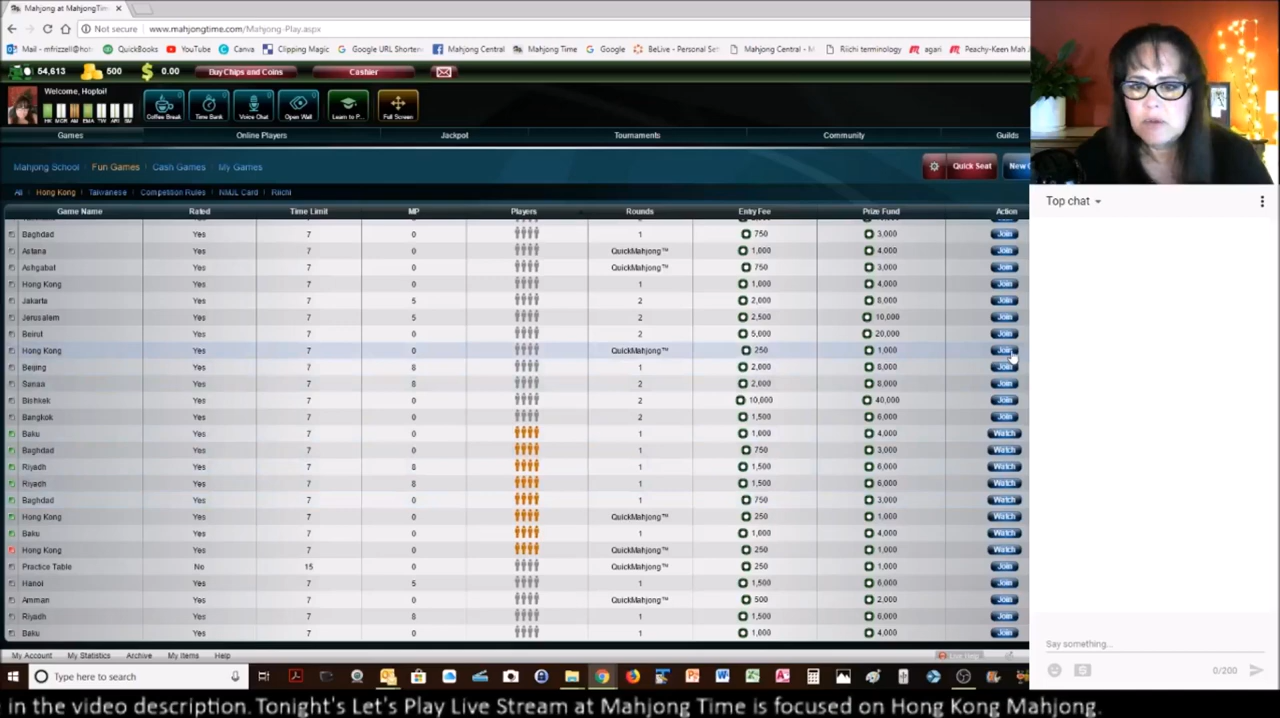 Mahjong at MahjongTime ×
Not secure | www.mahjongtime.com/Mahjong-Play.aspx
Mail - mfrizzell@hot QuickBooks YouTube Canva Clipping Magic Google URL Shorten Mahjong Central Mahjong Time Google BeLive - Personal Se Mahjong Central - M Riichi terminology agari Peachy-Keen Mah J
54,613 500 0.00 Buy Chips and Coins Cashier
Welcome, Hoptoi!
HK MCR AM EMA TW
Coffee Break Time Bank Voice Chat Open Wall Learn to P... Full Screen
Games Online Players Jackpot Tournaments Community Guilds
Mahjong School Fun Games Cash Games My Games Quick Seat New
All Hong Kong Taiwanese Competition Rules NMJL Card Riichi
Game Name Rated Time Limit MP Players Rounds Entry Fee Prize Fund Action
Baghdad Yes 7 0 750 3,000 Join
Astana Yes 7 0 QuickMahjong™ 1,000 4,000 Join
Ashgabat Yes 7 0 QuickMahjong™ 750 3,000 Join
Hong Kong Yes 7 0 1 1,000 4,000 Join
Jakarta Yes 7 5 2 2,000 8,000 Join
Jerusalem Yes 7 5 2 2,500 10,000 Join
Beirut Yes 7 0 2 5,000 20,000 Join
Hong Kong Yes 7 0 QuickMahjong™ 250 1,000 Join
Beijing Yes 7 8 1 2,000 8,000 Join
Sanaa Yes 7 8 2 2,000 8,000 Join
Bishkek Yes 7 0 2 10,000 40,000 Join
Bangkok Yes 7 0 2 1,500 6,000 Join
Baku Yes 7 0 1 1,000 4,000 Watch
Baghdad Yes 7 0 1 750 3,000 Watch
Riyadh Yes 7 8 1 1,500 6,000 Watch
Riyadh Yes 7 8 1 1,500 6,000 Watch
Baghdad Yes 7 0 1 750 3,000 Watch
Hong Kong Yes 7 0 QuickMahjong™ 250 1,000 Watch
Baku Yes 7 0 1 1,000 4,000 Watch
Hong Kong Yes 7 0 QuickMahjong™ 250 1,000 Watch
Practice Table No 15 0 QuickMahjong™ 250 1,000 Join
Hanoi Yes 7 5 1 1,500 6,000 Join
Amman Yes 7 0 QuickMahjong™ 500 2,000 Join
Riyadh Yes 7 8 1 1,500 6,000 Join
Baku Yes 7 0 1 1,000 4,000 Join
My Account My Statistics Archive My Items Help
Type here to search
Top chat
Say something...
0/200
e in the video description. Tonight's Let's Play Live Stream at Mahjong Time is focused on Hong Kong Mahjong.